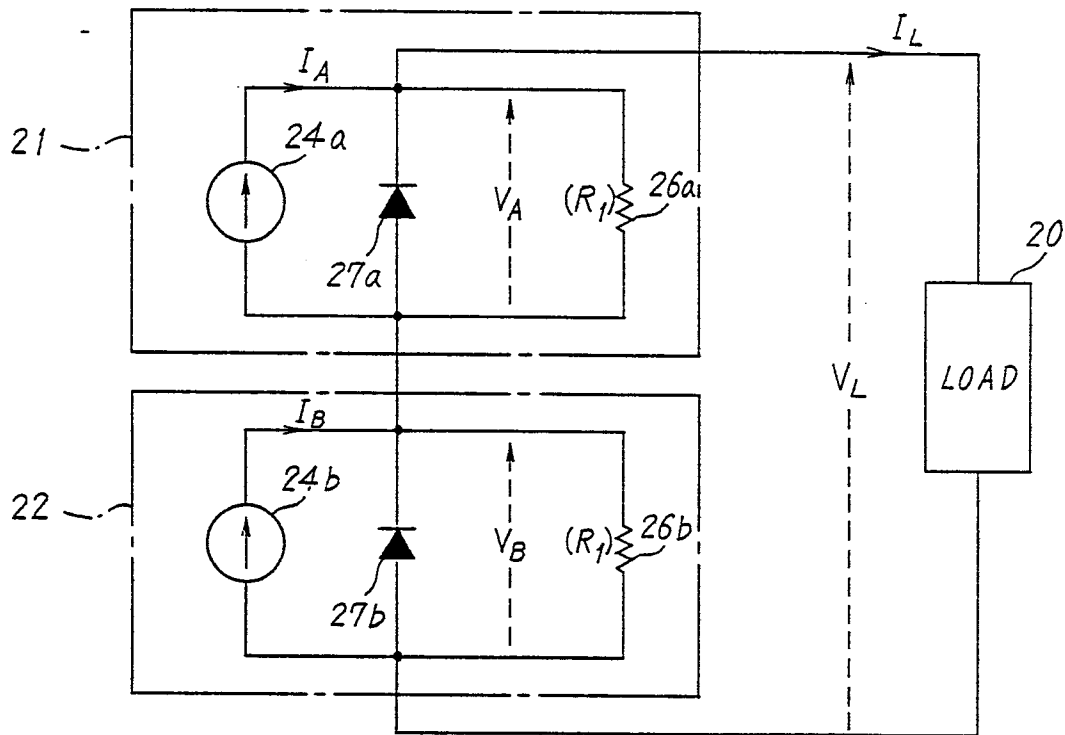 I_L
I_A
21
24a
V_A
(R_1)
26a
27a
20
LOAD
V_L
I_B
22
24b
V_B
(R_1)
26b
27b